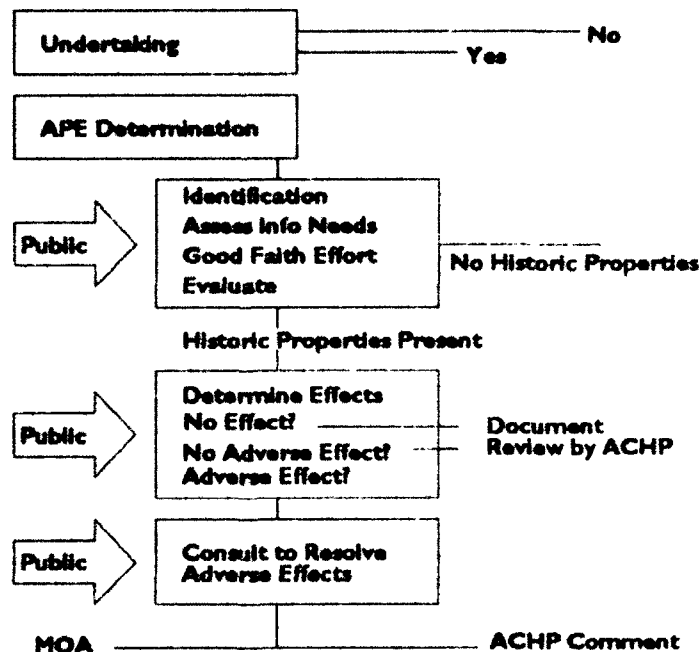 Undertaking
No
Yes
APE Determination
Public
Identification
Assess Info Needs
Good Faith Effort
Evaluate
No Historic Properties
Historic Properties Present
Public
Determine Effects
No Effect?
No Adverse Effect?
Adverse Effect?
Document
Review by ACHP
Public
Consult to Resolve
Adverse Effects
MOA
ACHP Comment